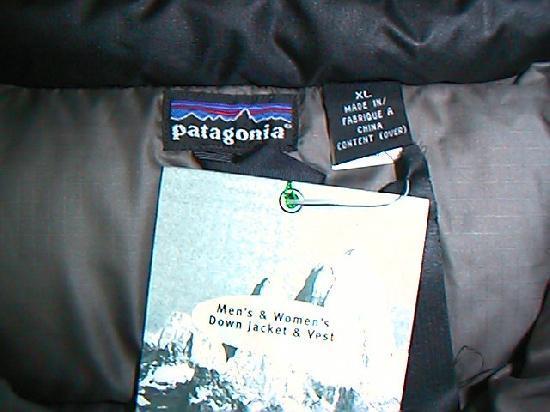 patagonia®
XL
MADE IN/
FABRIQUE A
CHINA
CONTENT (OVER)
Men's & Women's
Down Jacket & Vest